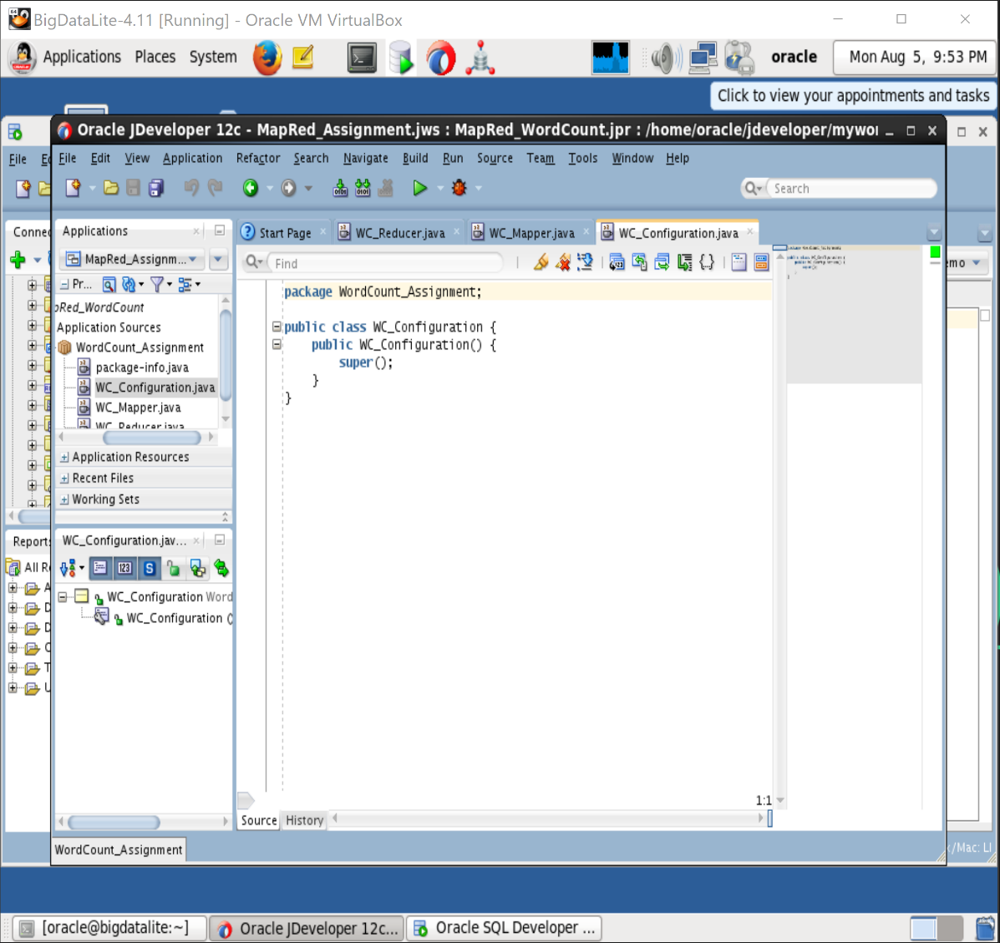 BigDataLite-4.11 [Running] - Oracle VM VirtualBox
Applications Places System oracle Mon Aug 5, 9:53 PM
Click to view your appointments and tasks
Oracle JDeveloper 12c - MapRed_Assignment.jws : MapRed_WordCount.jpr : /home/oracle/jdeveloper/mywor
File
File Edit View Application Refactor Search Navigate Build Run Source Team Tools Window Help
Search
Connec
Applications
Start Page
WC_Reducer.java
WC_Mapper.java
WC_Configuration.java
MapRed_Assignm...
Find
emo
Pr...
pRed_WordCount
Application Sources
WordCount_Assignment
package-info.java
WC_Configuration.java
WC_Mapper.java
WC_Reducer.java
Application Resources
Recent Files
Working Sets
package WordCount_Assignment;
public class WC_Configuration {
public WC_Configuration() {
super();
}
}
Reports
WC_Configuration.jav...
All R
WC_Configuration Word
WC_Configuration ()
1:1
Source History
WordCount_Assignment
x/Mac: LI
[oracle@bigdatalite:~] Oracle JDeveloper 12c... Oracle SQL Developer ...